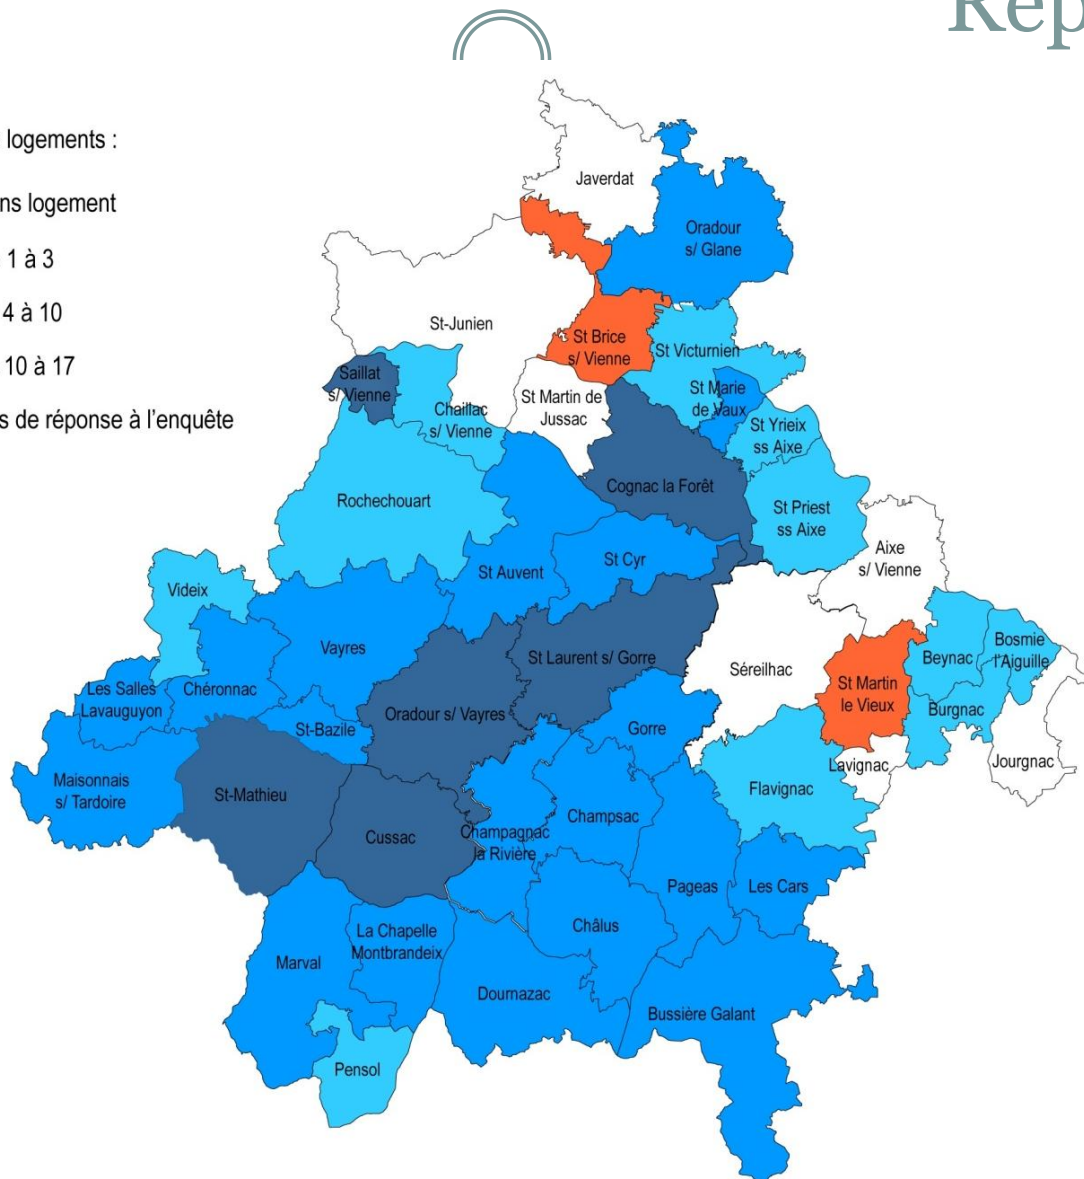 Rép
logements :
ns logement
1 à 3
4 à 10
10 à 17
s de réponse à l'enquête
Javerdat
Oradour
s/ Glane
St-Junien
St Brice
s/ Vienne
St Victurnien
Saillat
s/ Vienne
Chaillac
s/ Vienne
St Martin de
Jussac
St Marie
de Vaux
St Yrieix
ss Aixe
Rochechouart
Cognac la Forêt
St Priest
ss Aixe
Aixe
s/ Vienne
St Auvent
St Cyr
Videix
Vayres
St Laurent s/ Gorre
Séreilhac
Beynac
Bosmie
l'Aiguille
Les Salles
Lavauguyon
Chéronnac
St Martin
le Vieux
Burgnac
Oradour s/ Vayres
St-Bazile
Gorre
Lavignac
Jourgnac
Maisonnais
s/ Tardoire
St-Mathieu
Flavignac
Cussac
Champagnac
la Rivière
Champsac
Pageas
Les Cars
La Chapelle
Montbrandeix
Châlus
Marval
Dournazac
Bussière Galant
Pensol